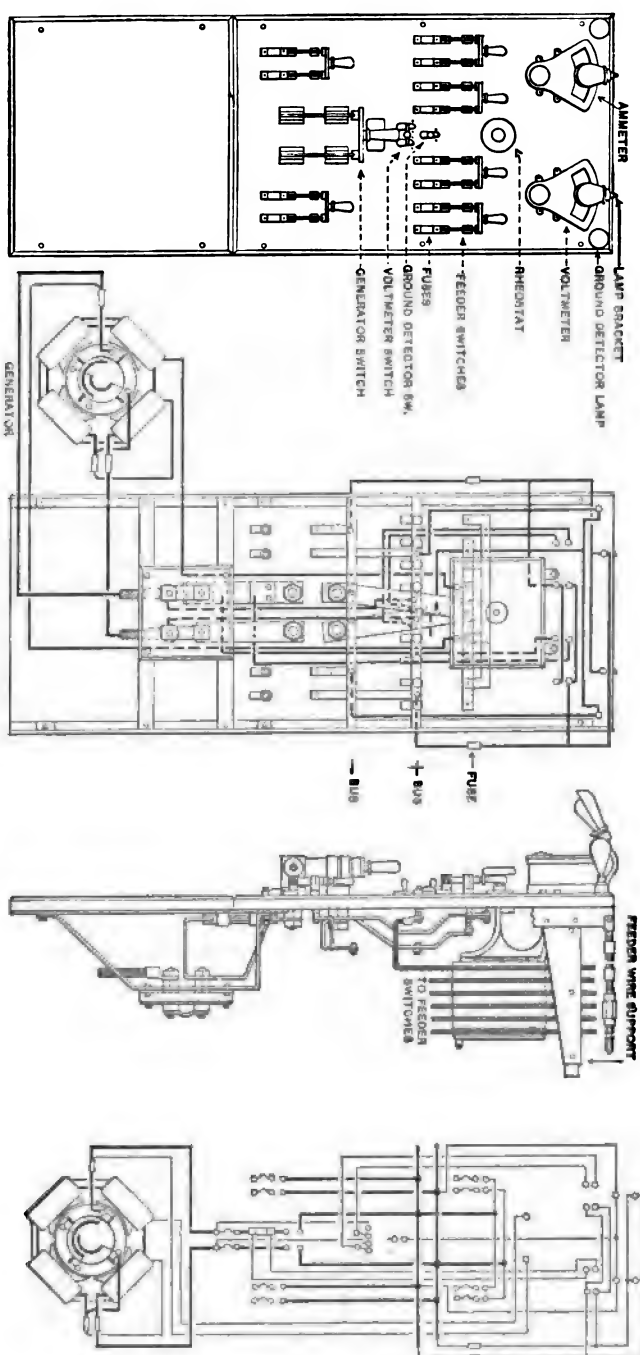 AMMETER
LAMP BRACKET
GROUND DETECTOR LAMP
VOLTMETER
RHEOSTAT
FEEDER SWITCHES
FUSES
GROUND DETECTOR SW.
VOLTMETER SWITCH
GENERATOR SWITCH
GENERATOR
FUSE
+ BUS
- BUS
FEEDER WIRE SUPPORT
TO FEEDER
SWITCHES